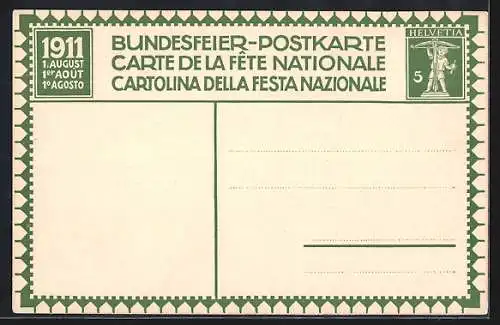 1911
1. AUGUST
1ER AOÛT
1º AGOSTO
BUNDESFEIER-POSTKARTE
CARTE DE LA FÊTE NATIONALE
CARTOLINA DELLA FESTA NAZIONALE
HELVETIA
5